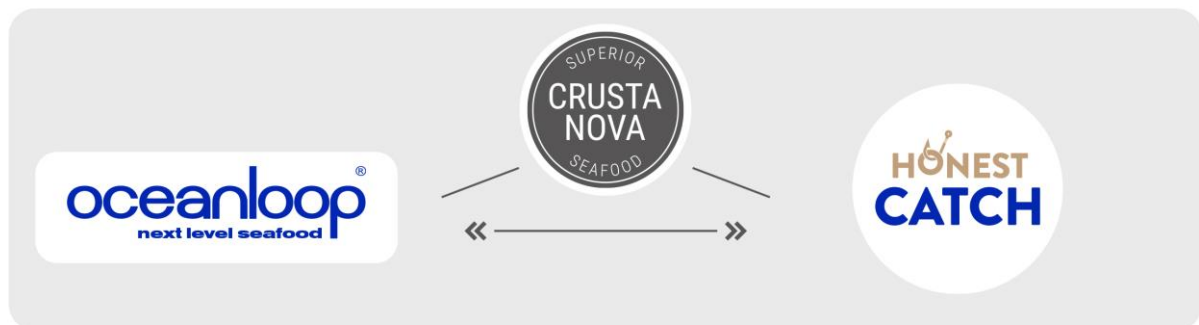 SUPERIOR
CRUSTA
NOVA
SEAFOOD
oceanloop®
next level seafood
HONEST
CATCH